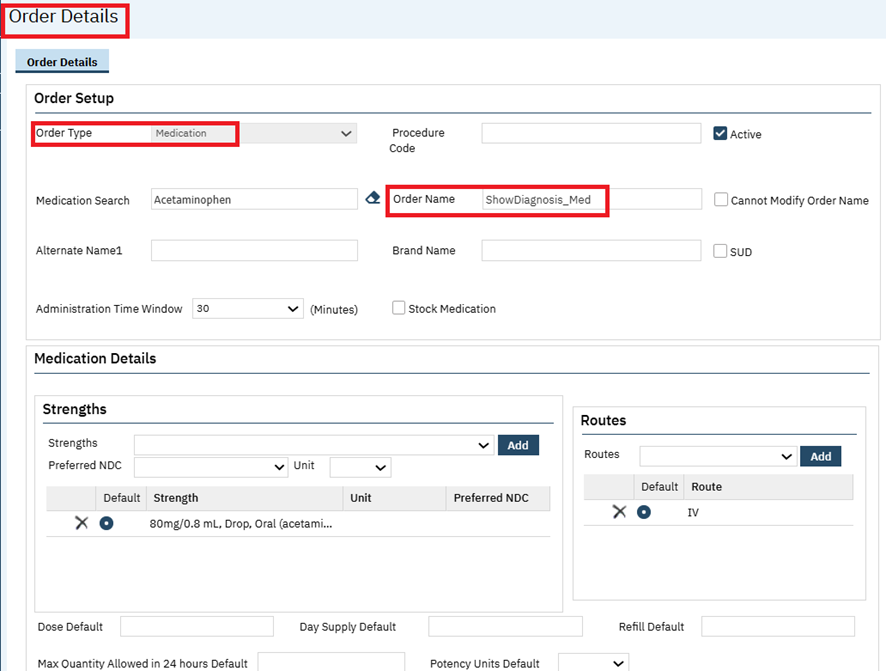 Order Details
Order Details
Order Setup
Order Type Medication Procedure Code Active
Medication Search Acetaminophen Order Name ShowDiagnosis_Med Cannot Modify Order Name
Alternate Name1 Brand Name SUD
Administration Time Window 30 (Minutes) Stock Medication
Medication Details
Strengths
Strengths Add
Preferred NDC Unit
Default Strength Unit Preferred NDC
80mg/0.8 mL, Drop, Oral (acetami...
Routes
Routes Add
Default Route
IV
Dose Default Day Supply Default Refill Default
Max Quantity Allowed in 24 hours Default Potency Units Default